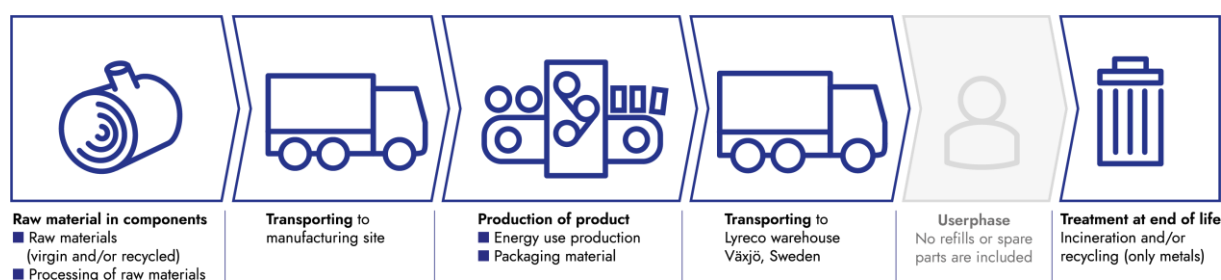 Raw material in components
Raw materials
(virgin and/or recycled)
Processing of raw materials
Transporting to
manufacturing site
Production of product
Energy use production
Packaging material
Transporting to
Lyreco warehouse
Växjö, Sweden
Userphase
No refills or spare
parts are included
Treatment at end of life
Incineration and/or
recycling (only metals)